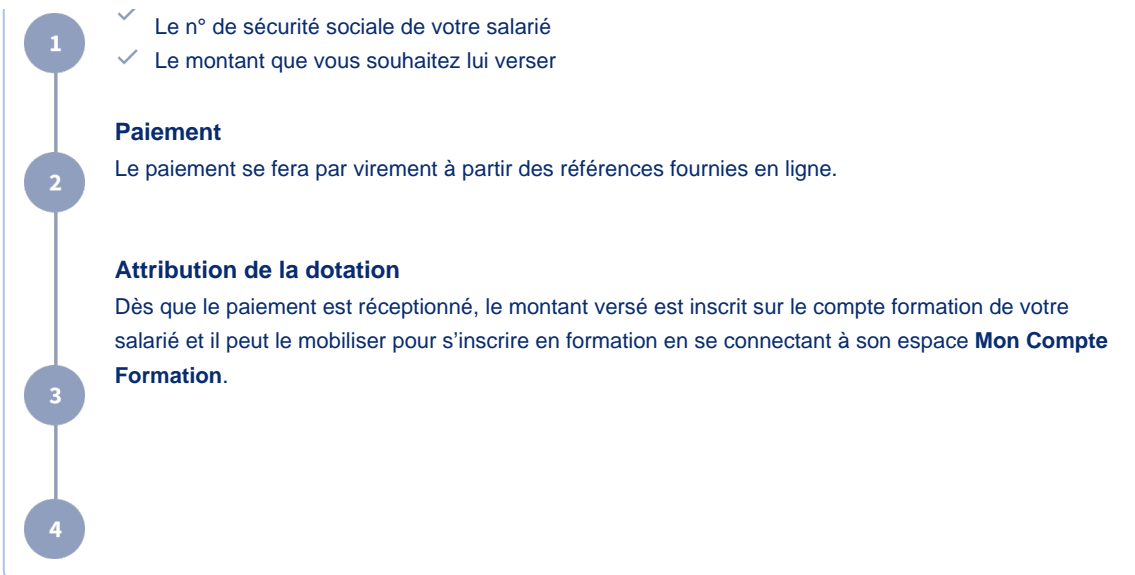 Le n° de sécurité sociale de votre salarié
1
Le montant que vous souhaitez lui verser
Paiement
Le paiement se fera par virement à partir des références fournies en ligne.
2
Attribution de la dotation
Dès que le paiement est réceptionné, le montant versé est inscrit sur le compte formation de votre
salarié et il peut le mobiliser pour s’inscrire en formation en se connectant à son espace Mon Compte
Formation.
3
4